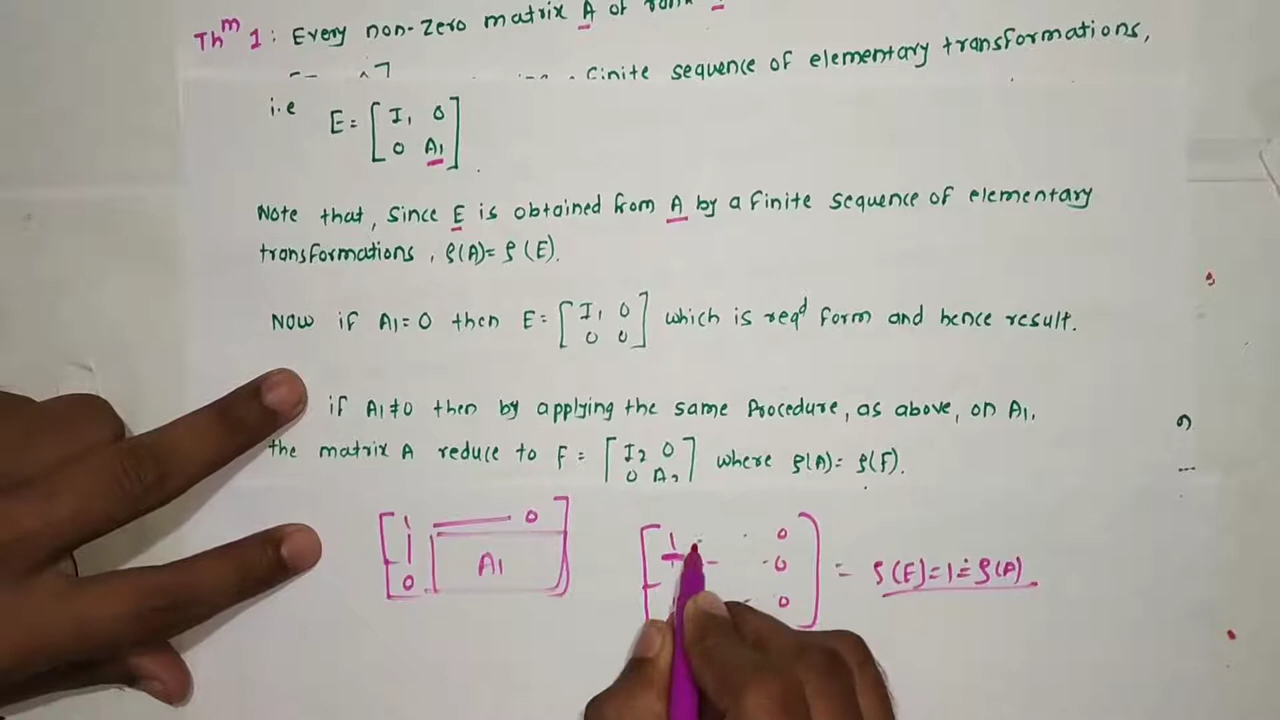 Thᵐ 1: Every non-zero matrix A of rank
finite sequence of elementary transformations,
i.e E = [ I₁ 0
0 A₁ ] .
Note that, since E is obtained from A by a finite sequence of elementary
transformations, ρ(A) = ρ(E).
Now if A₁=0 then E = [ I₁ 0 which is reqᵈ form and hence result.
0 0 ]
if A₁≠0 then by applying the same procedure, as above, on A₁.
the matrix A reduce to F = [ I₂ 0 where ρ(A) = ρ(F).
0 A₂ ]
[ 1 0
0 A₁ ]
[ 1 0
0
0 ] = ρ(E)=1=ρ(A)